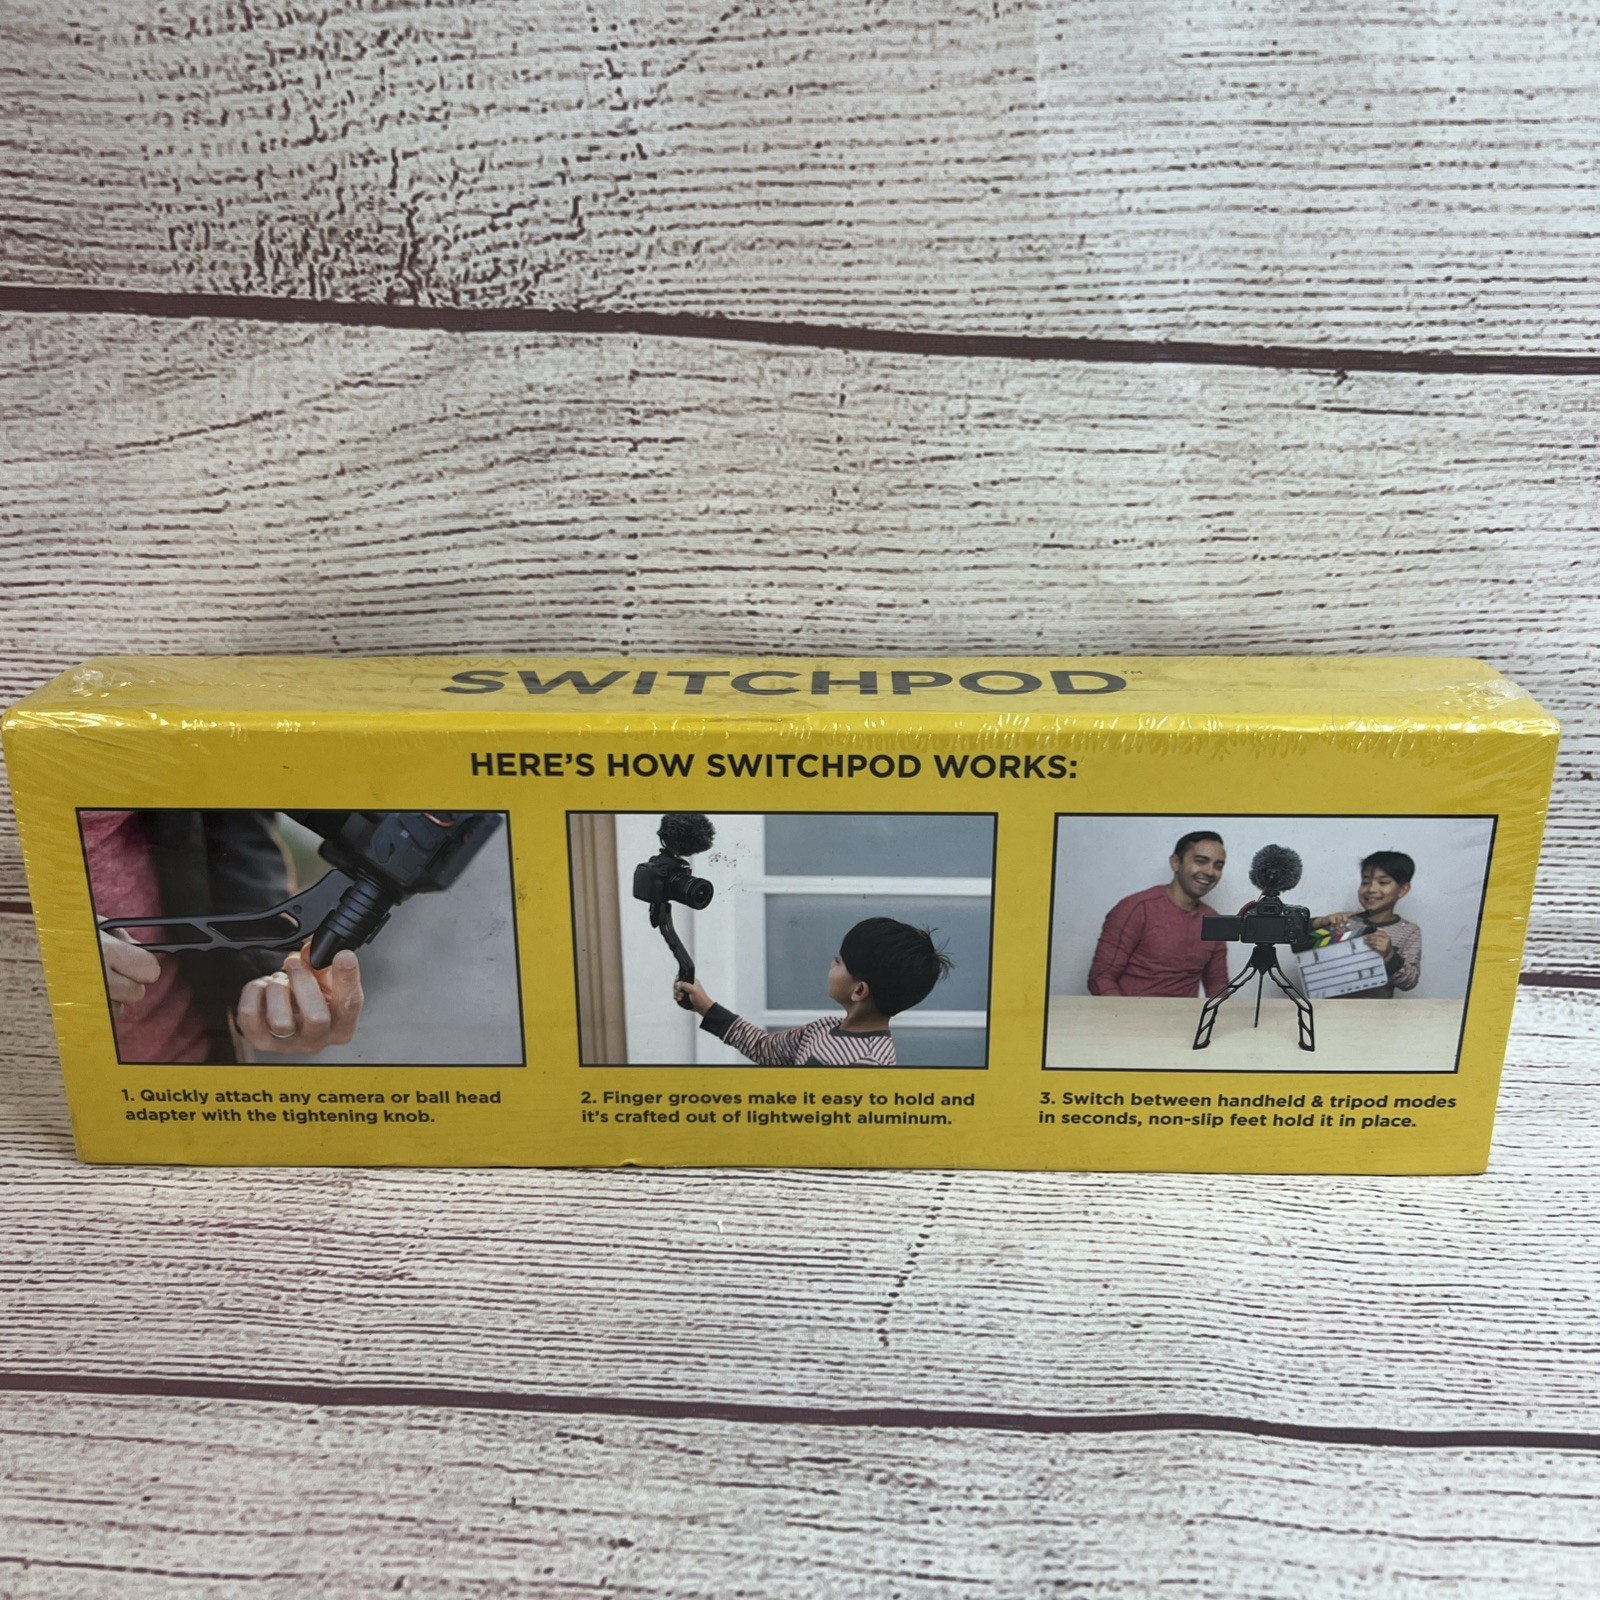 SWITCHPOD™
HERE'S HOW SWITCHPOD WORKS:
1. Quickly attach any camera or ball head
adapter with the tightening knob.
2. Finger grooves make it easy to hold and
it's crafted out of lightweight aluminum.
3. Switch between handheld & tripod modes
in seconds, non-slip feet hold it in place.